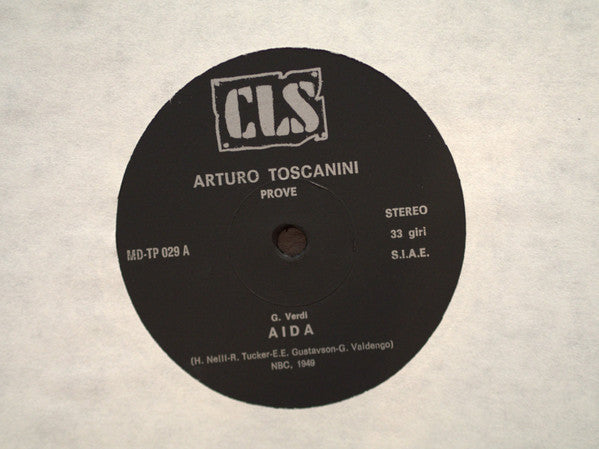 CLS
ARTURO TOSCANINI
PROVE
STEREO
MD-TP 029 A
33 giri
S.I.A.E.
G. Verdi
AIDA
(H. Nelli-R. Tucker-E.E. Gustavson-G. Valdengo)
NBC, 1949